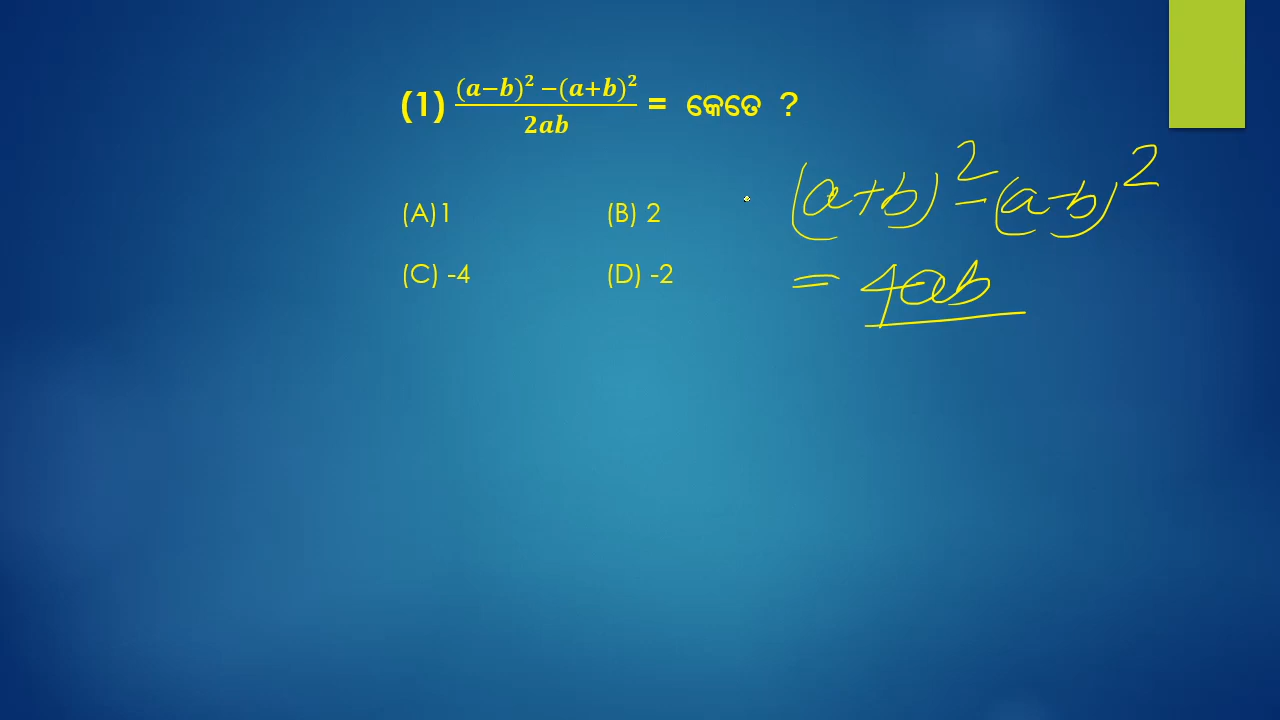 (1) (a−b)² −(a+b)² / 2ab = କେତେ ?
(A)1 (B) 2
(C) -4 (D) -2
(a+b)² - (a-b)²
= 4ab